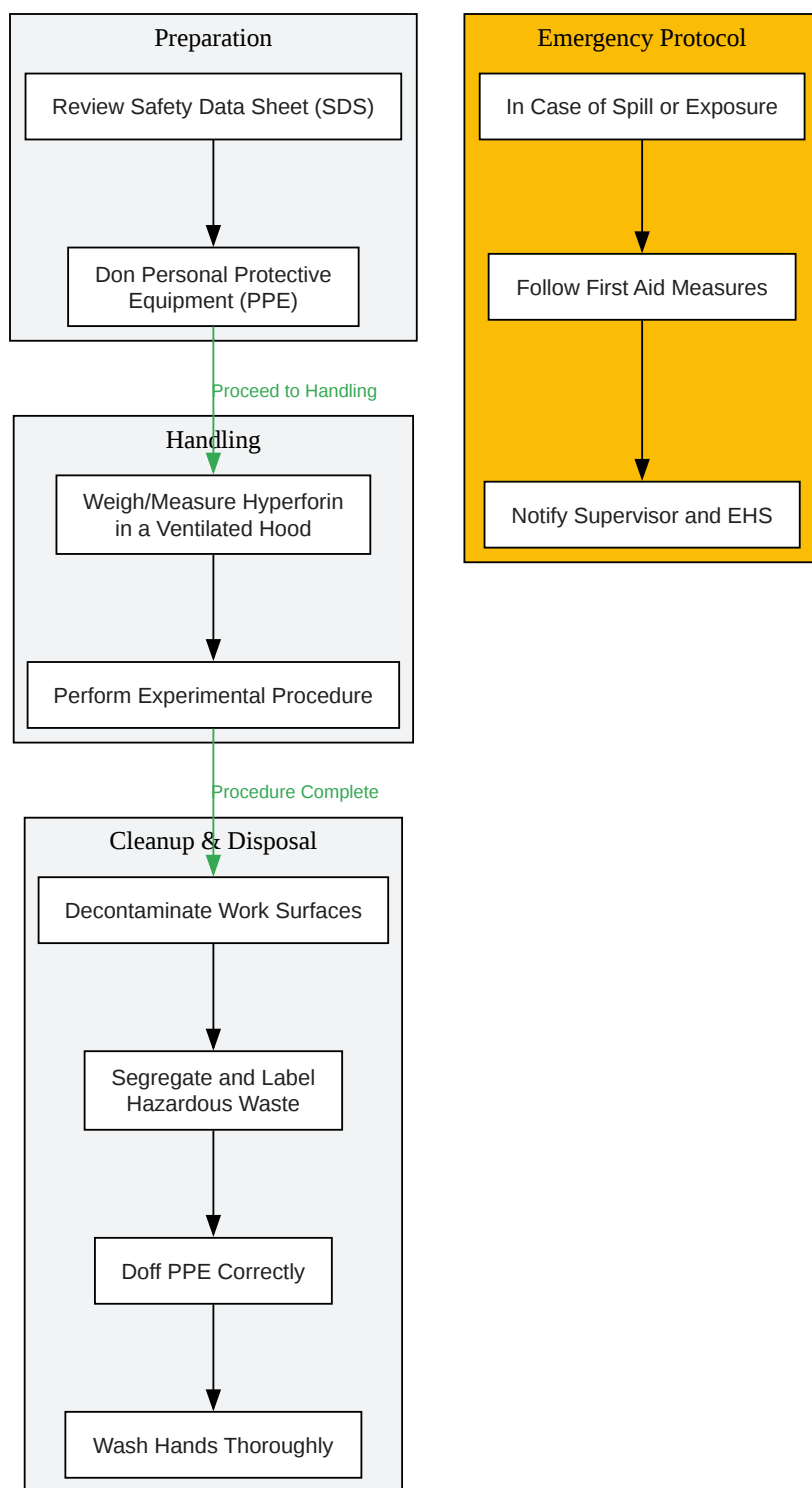 Preparation
Review Safety Data Sheet (SDS)
Don Personal Protective
Equipment (PPE)
Proceed to Handling
Handling
Weigh/Measure Hyperforin
in a Ventilated Hood
Perform Experimental Procedure
Procedure Complete
Cleanup & Disposal
Decontaminate Work Surfaces
Segregate and Label
Hazardous Waste
Doff PPE Correctly
Wash Hands Thoroughly
Emergency Protocol
In Case of Spill or Exposure
Follow First Aid Measures
Notify Supervisor and EHS